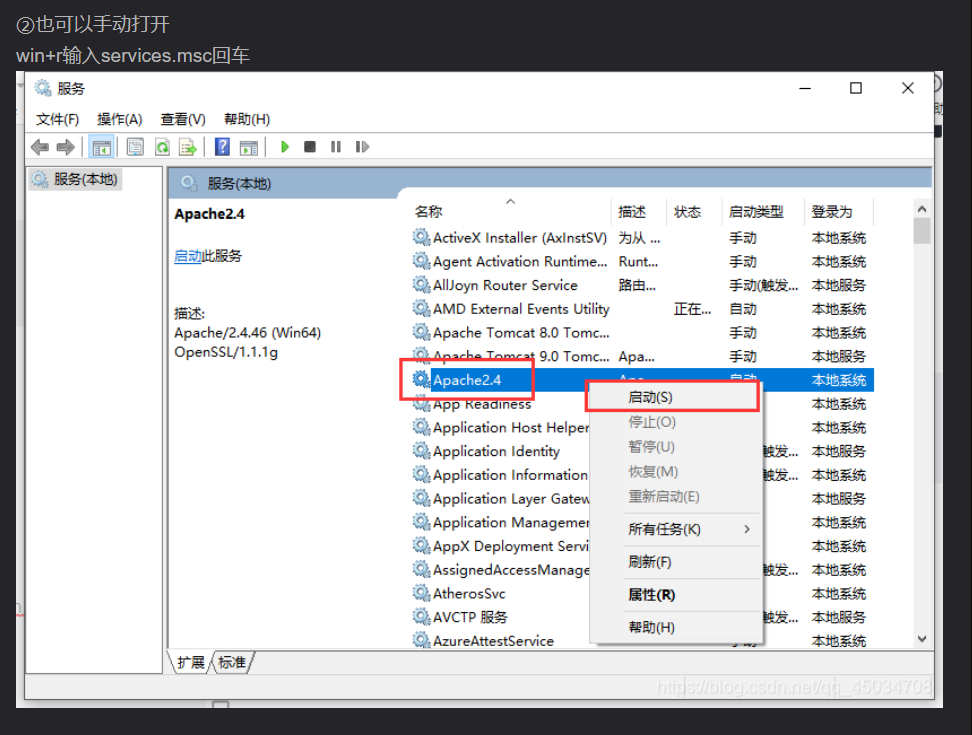 ②也可以手动打开
win+r输入services.msc回车
服务
文件(F) 操作(A) 查看(V) 帮助(H)
服务(本地)
服务(本地)
Apache2.4
启动此服务
描述:
Apache/2.4.46 (Win64)
OpenSSL/1.1.1g
名称 描述 状态 启动类型 登录为
ActiveX Installer (AxInstSV) 为从 ... 手动 本地系统
Agent Activation Runtime... Runt... 手动 本地系统
AllJoyn Router Service 路由... 手动(触发... 本地服务
AMD External Events Utility 正在... 自动 本地系统
Apache Tomcat 8.0 Tomc... 手动 本地系统
Apache Tomcat 9.0 Tomc... Apa... 手动 本地服务
Apache2.4 自动 本地系统
App Readiness 本地系统
Application Host Helper 本地系统
Application Identity 触发... 本地服务
Application Information 触发... 本地系统
Application Layer Gatew 本地服务
Application Managemen 本地系统
AppX Deployment Servi 本地系统
AssignedAccessManage 触发... 本地系统
AtherosSvc 本地系统
AVCTP 服务 触发... 本地服务
AzureAttestService 手动 本地系统
启动(S)
停止(O)
暂停(U)
恢复(M)
重新启动(E)
所有任务(K)
刷新(F)
属性(R)
帮助(H)
扩展 标准
https://blog.csdn.net/qq_45034708